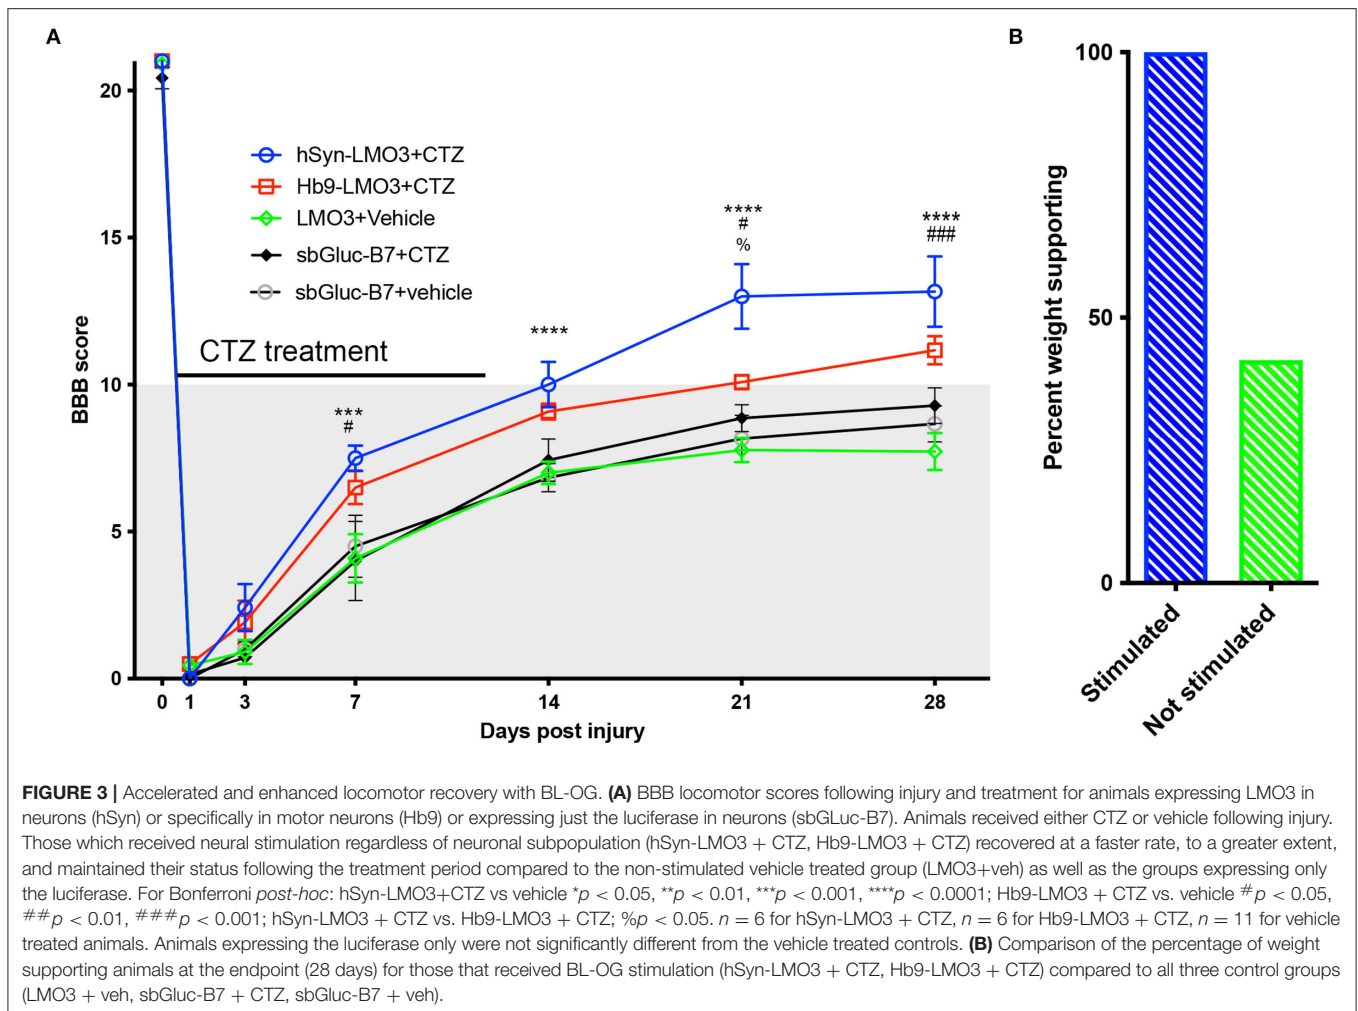 A
B
20
15
10
5
0
BBB score
hSyn-LMO3+CTZ
Hb9-LMO3+CTZ
LMO3+Vehicle
sbGluc-B7+CTZ
sbGluc-B7+vehicle
CTZ treatment
***
#
****
****
#
%
****
###
0 1 3 7 14 21 28
Days post injury
100
50
0
Percent weight supporting
Stimulated
Not stimulated
FIGURE 3 | Accelerated and enhanced locomotor recovery with BL-OG. (A) BBB locomotor scores following injury and treatment for animals expressing LMO3 in
neurons (hSyn) or specifically in motor neurons (Hb9) or expressing just the luciferase in neurons (sbGLuc-B7). Animals received either CTZ or vehicle following injury.
Those which received neural stimulation regardless of neuronal subpopulation (hSyn-LMO3 + CTZ, Hb9-LMO3 + CTZ) recovered at a faster rate, to a greater extent,
and maintained their status following the treatment period compared to the non-stimulated vehicle treated group (LMO3+veh) as well as the groups expressing only
the luciferase. For Bonferroni post-hoc: hSyn-LMO3+CTZ vs vehicle *p < 0.05, **p < 0.01, ***p < 0.001, ****p < 0.0001; Hb9-LMO3 + CTZ vs. vehicle #p < 0.05,
##p < 0.01, ###p < 0.001; hSyn-LMO3 + CTZ vs. Hb9-LMO3 + CTZ; %p < 0.05. n = 6 for hSyn-LMO3 + CTZ, n = 6 for Hb9-LMO3 + CTZ, n = 11 for vehicle
treated animals. Animals expressing the luciferase only were not significantly different from the vehicle treated controls. (B) Comparison of the percentage of weight
supporting animals at the endpoint (28 days) for those that received BL-OG stimulation (hSyn-LMO3 + CTZ, Hb9-LMO3 + CTZ) compared to all three control groups
(LMO3 + veh, sbGluc-B7 + CTZ, sbGluc-B7 + veh).